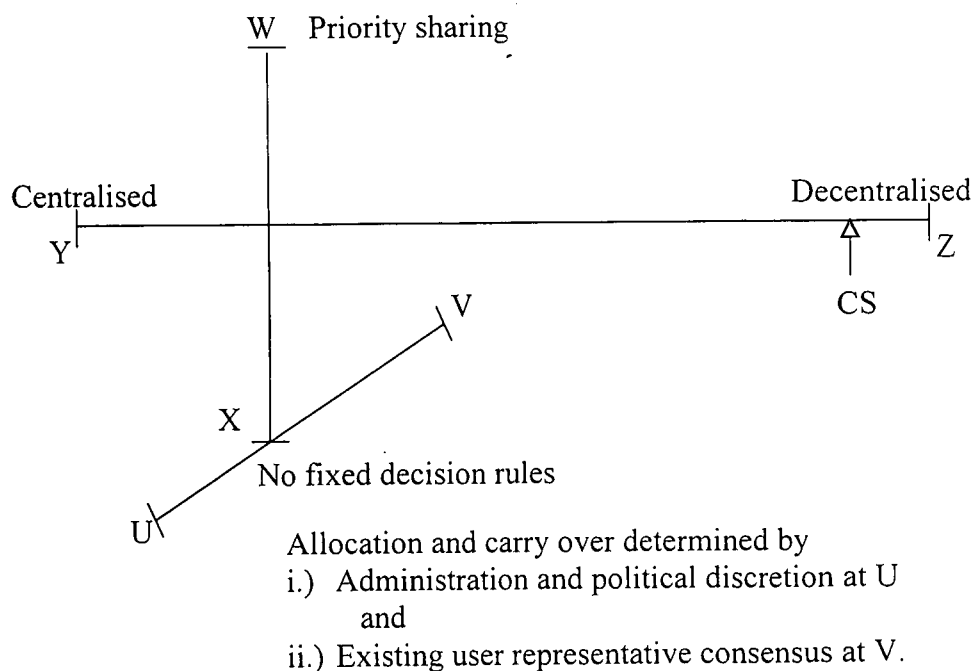 W Priority sharing
Centralised
Decentralised
Y
Z
CS
V
X
No fixed decision rules
U
Allocation and carry over determined by
i.) Administration and political discretion at U
and
ii.) Existing user representative consensus at V.